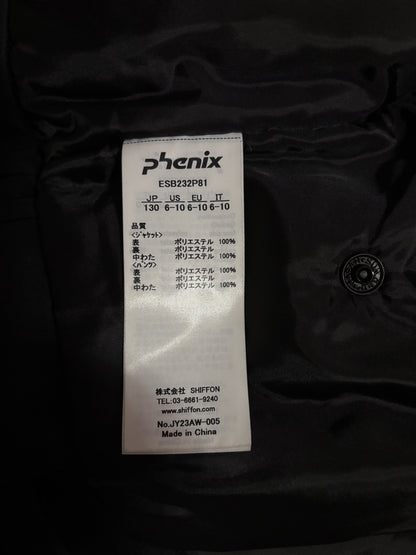 phenix
ESB232P81
JP US EU IT
130 6-10 6-10 6-10
品質
<ジャケット>
表 ポリエステル 100%
裏 ポリエステル 100%
中わた ポリエステル 100%
<パンツ>
表 ポリエステル 100%
裏 ポリエステル 100%
中わた ポリエステル 100%
株式会社 SHIFFON
TEL:03-6661-9240
www.shiffon.com
No.JY23AW-005
Made in China